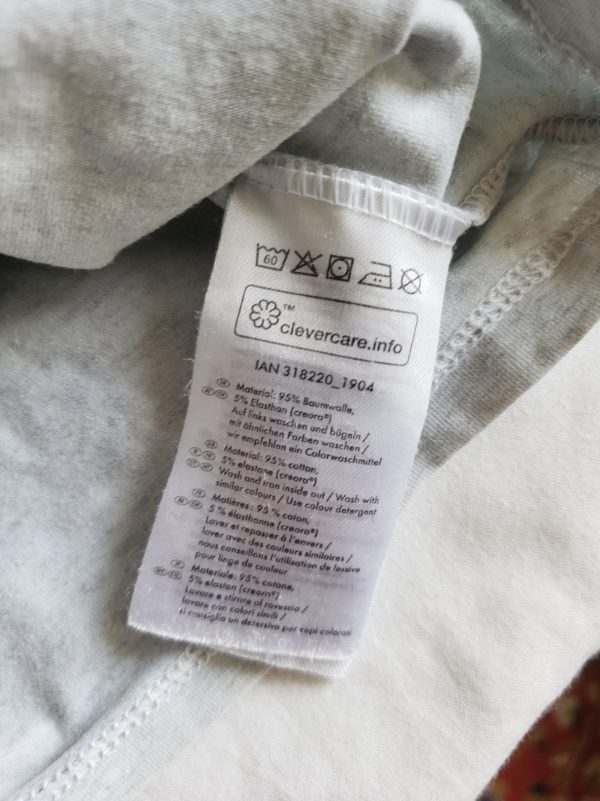 60
™
clevercare.info
IAN 318220_1904
Material: 95% Baumwolle,
5% Elasthan (creora®)
Auf links waschen und bügeln /
mit ähnlichen Farben waschen /
wir empfehlen ein Colorwaschmittel
Material: 95% cotton,
5% elastane (creora®)
Wash and iron inside out / Wash with
similar colours / Use colour detergent
Matières : 95 % coton,
5 % élasthanne (creora®)
Laver et repasser à l'envers /
laver avec des couleurs similaires /
nous conseillons l'utilisation de lessive
pour linge de couleur
Materiale: 95% cotone,
5% elastan (creora®)
Lavare e stirare al rovescio /
lavare con colori simili /
si consiglia un detersivo per capi colorati